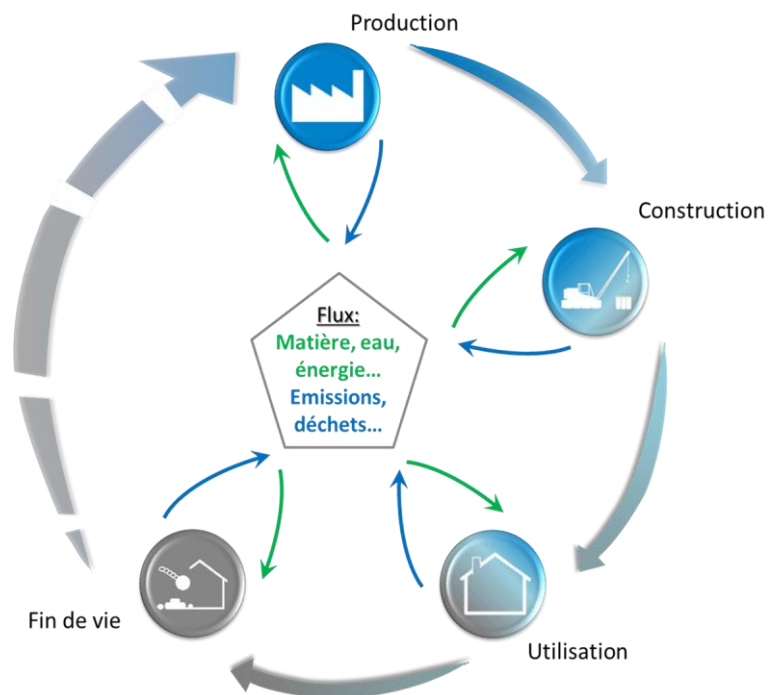 Production
Construction
Flux:
Matière, eau,
énergie...
Emissions,
déchets...
Fin de vie
Utilisation